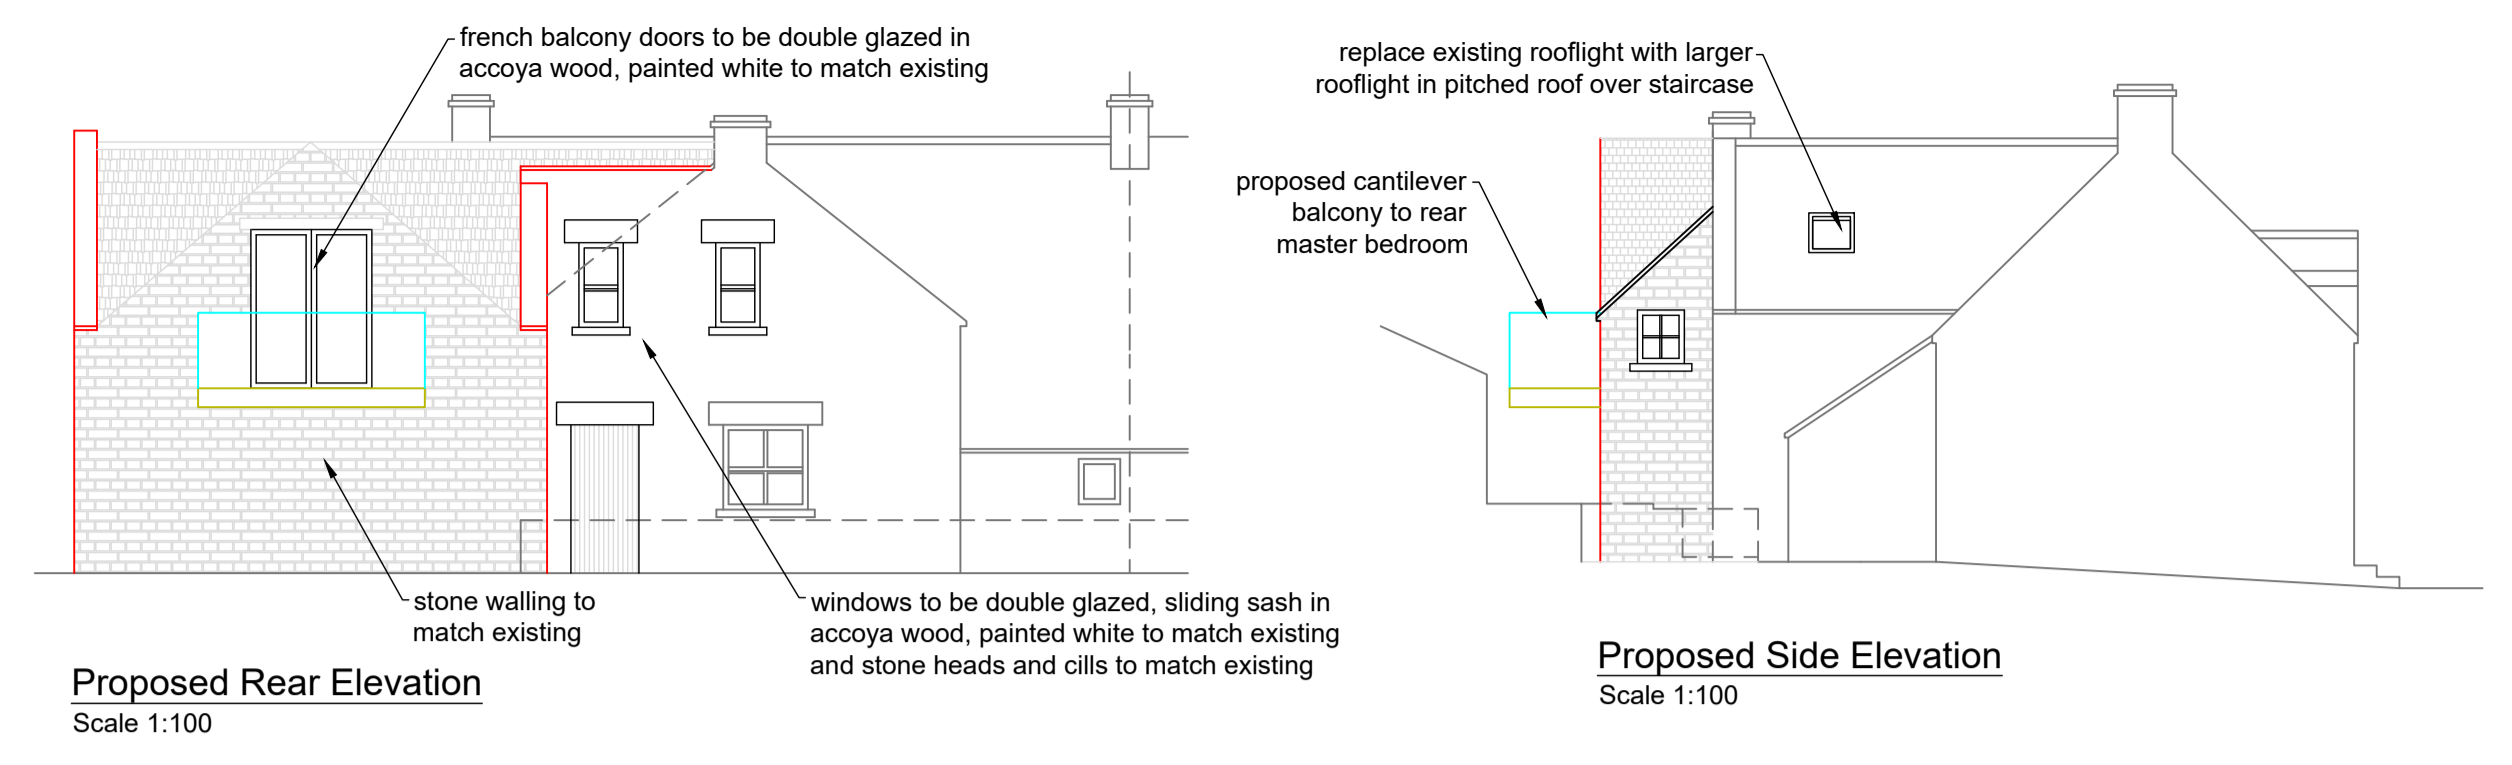 french balcony doors to be double glazed in
accoya wood, painted white to match existing
stone walling to
match existing
windows to be double glazed, sliding sash in
accoya wood, painted white to match existing
and stone heads and cills to match existing
Proposed Rear Elevation
Scale 1:100
replace existing rooflight with larger
rooflight in pitched roof over staircase
proposed cantilever
balcony to rear
master bedroom
Proposed Side Elevation
Scale 1:100